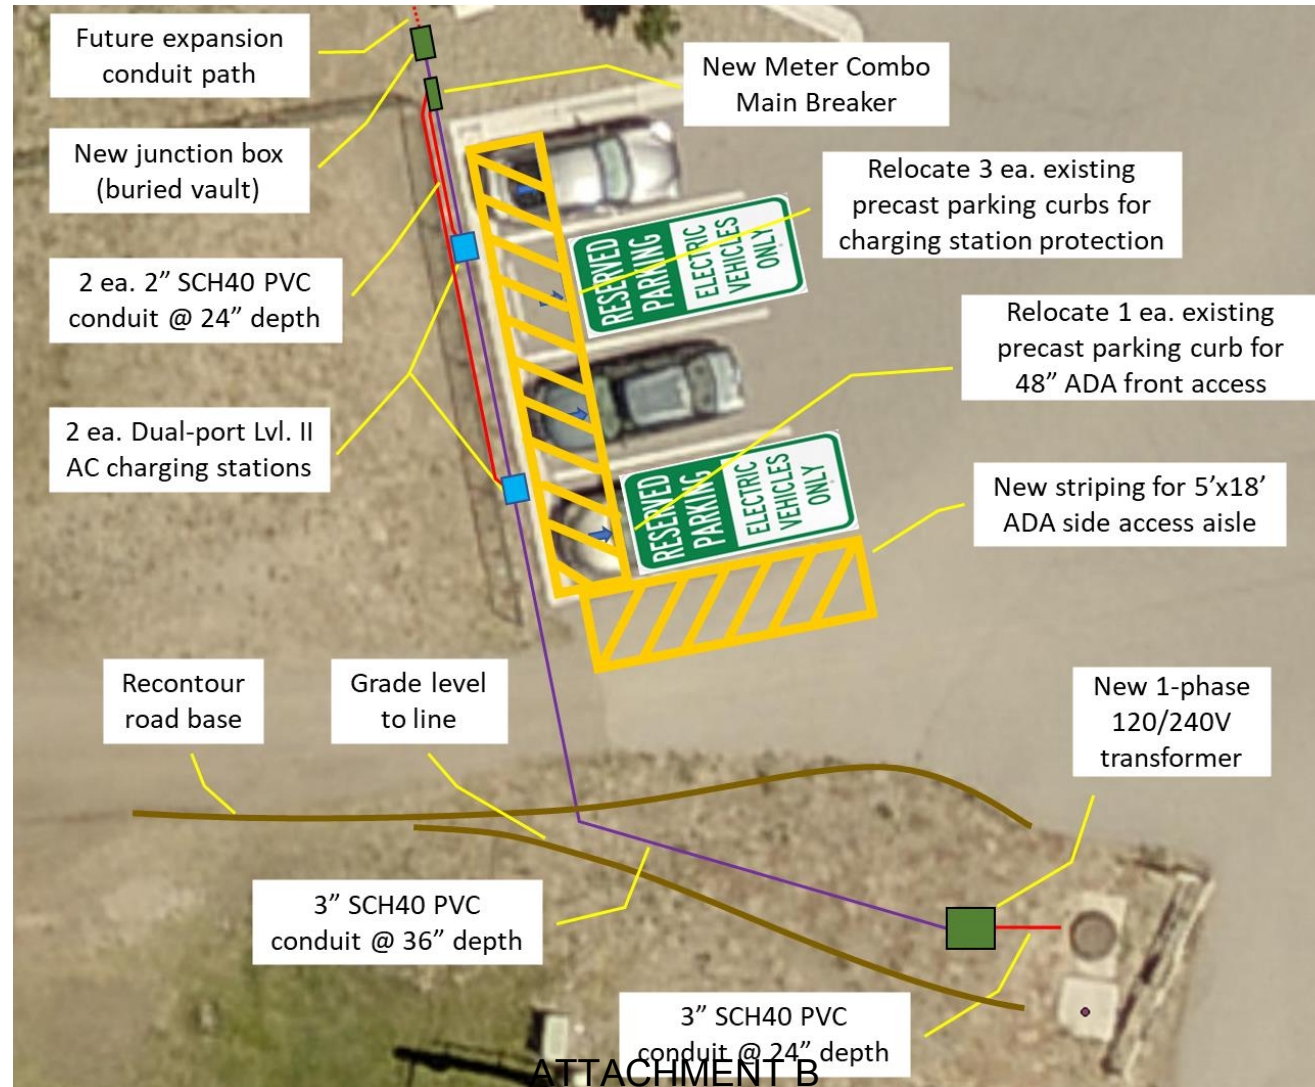 Future expansion
conduit path
New Meter Combo
Main Breaker
New junction box
(buried vault)
Relocate 3 ea. existing
precast parking curbs for
charging station protection
RESERVED
PARKING
ELECTRIC
VEHICLES
ONLY
2 ea. 2” SCH40 PVC
conduit @ 24” depth
Relocate 1 ea. existing
precast parking curb for
48” ADA front access
2 ea. Dual-port Lvl. II
AC charging stations
RESERVED
PARKING
ELECTRIC
VEHICLES
ONLY
New striping for 5’x18’
ADA side access aisle
Recontour
road base
Grade level
to line
New 1-phase
120/240V
transformer
3” SCH40 PVC
conduit @ 36” depth
3” SCH40 PVC
conduit @ 24” depth
ATTACHMENT B